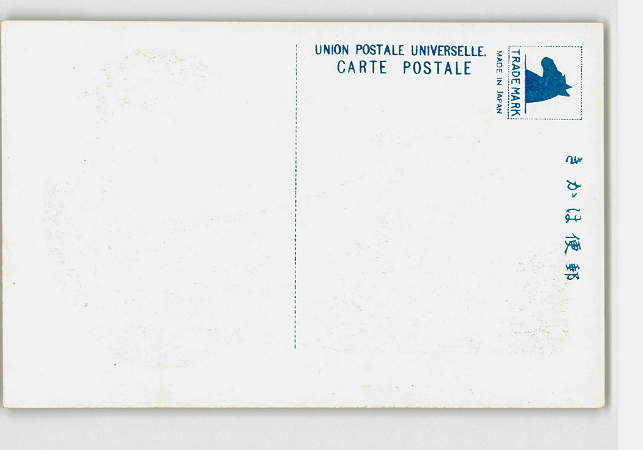 UNION POSTALE UNIVERSELLE.
CARTE POSTALE
TRADE MARK
MADE IN JAPAN
郵便はかき